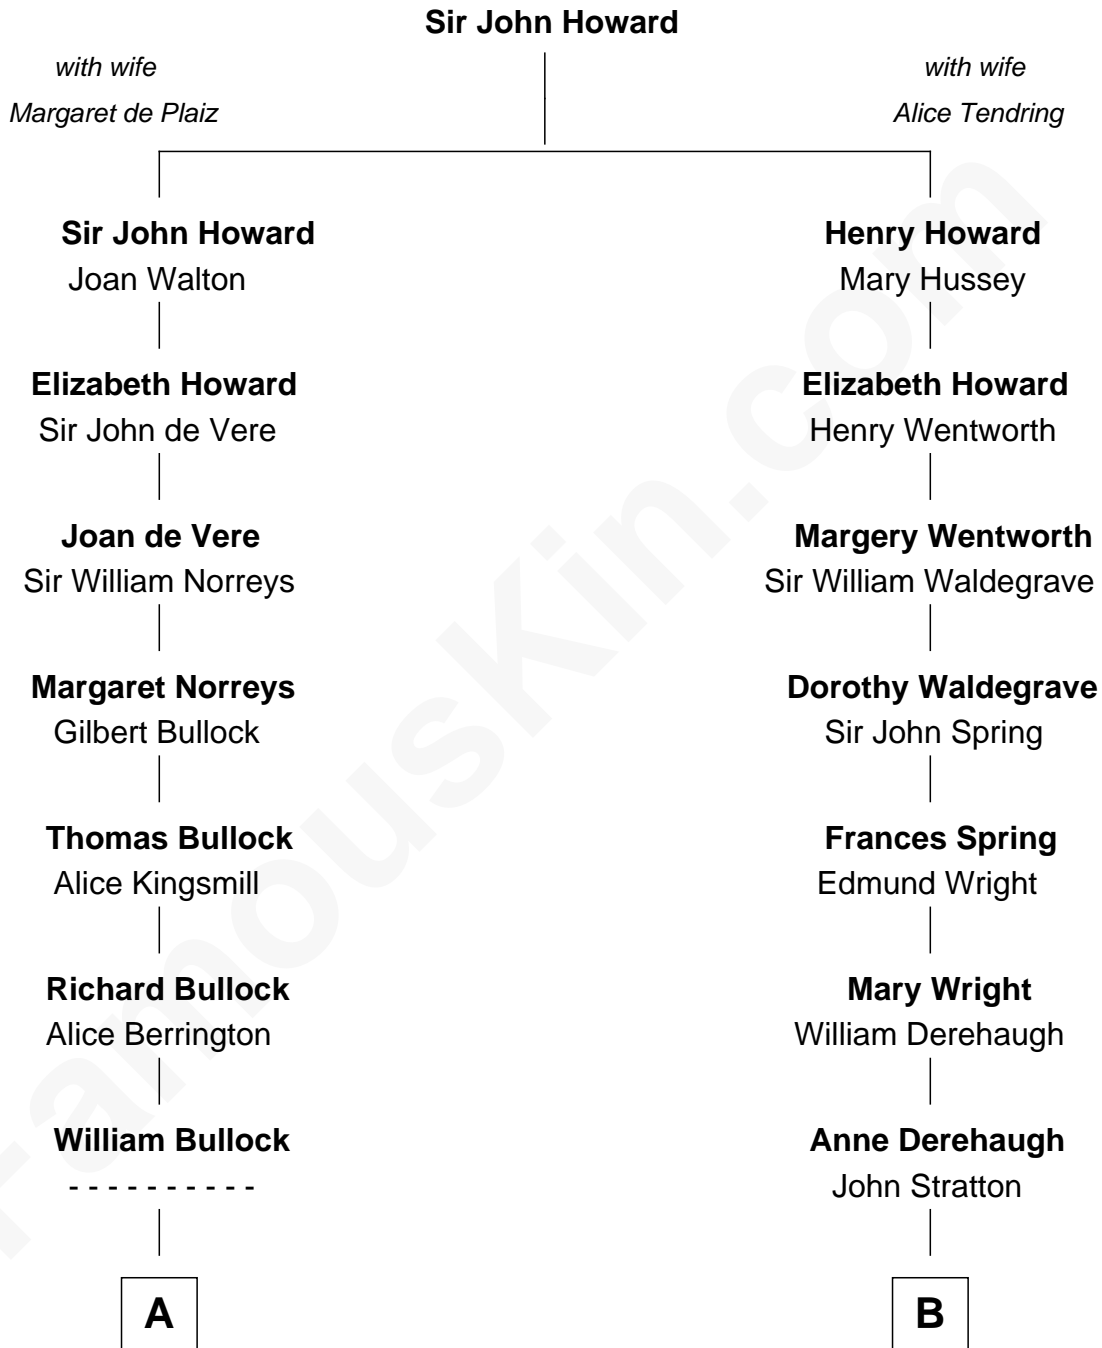 Sir John Howard
with wife
Margaret de Plaiz
with wife
Alice Tendring
Sir John Howard
Joan Walton
Henry Howard
Mary Hussey
Elizabeth Howard
Sir John de Vere
Elizabeth Howard
Henry Wentworth
Joan de Vere
Sir William Norreys
Margery Wentworth
Sir William Waldegrave
Margaret Norreys
Gilbert Bullock
Dorothy Waldegrave
Sir John Spring
Thomas Bullock
Alice Kingsmill
Frances Spring
Edmund Wright
Richard Bullock
Alice Berrington
Mary Wright
William Derehaugh
William Bullock
- - - - - - - - - -
Anne Derehaugh
John Stratton
A
B
FamousKin.com